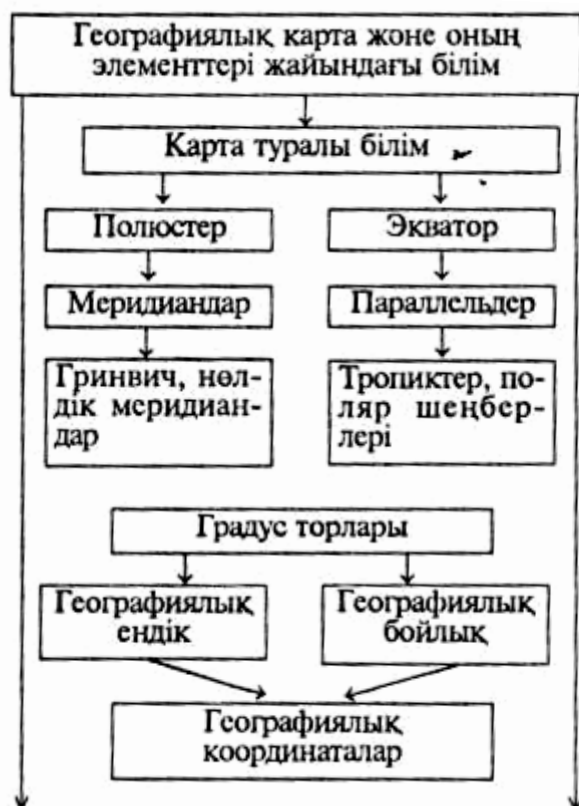 Географиялық карта жоне оның
элементтері жайындағы білім
Карта туралы білім
Полюстер
Экватор
Меридиандар
Параллельдер
Гринвич, нөл-
дік меридиан-
дар
Тропиктер, по-
ляр шеңбер-
лері
Градус торлары
Географиялық
ендік
Географиялық
бойлық
Географиялық
координаталар